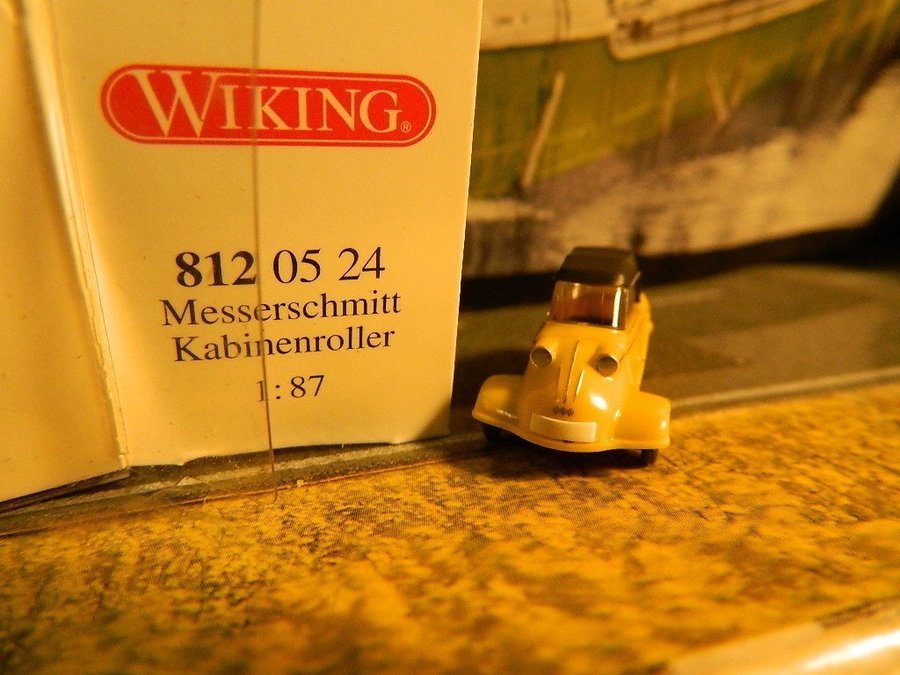 WIKING®
812 05 24
Messerschmitt
Kabinenroller
1:87